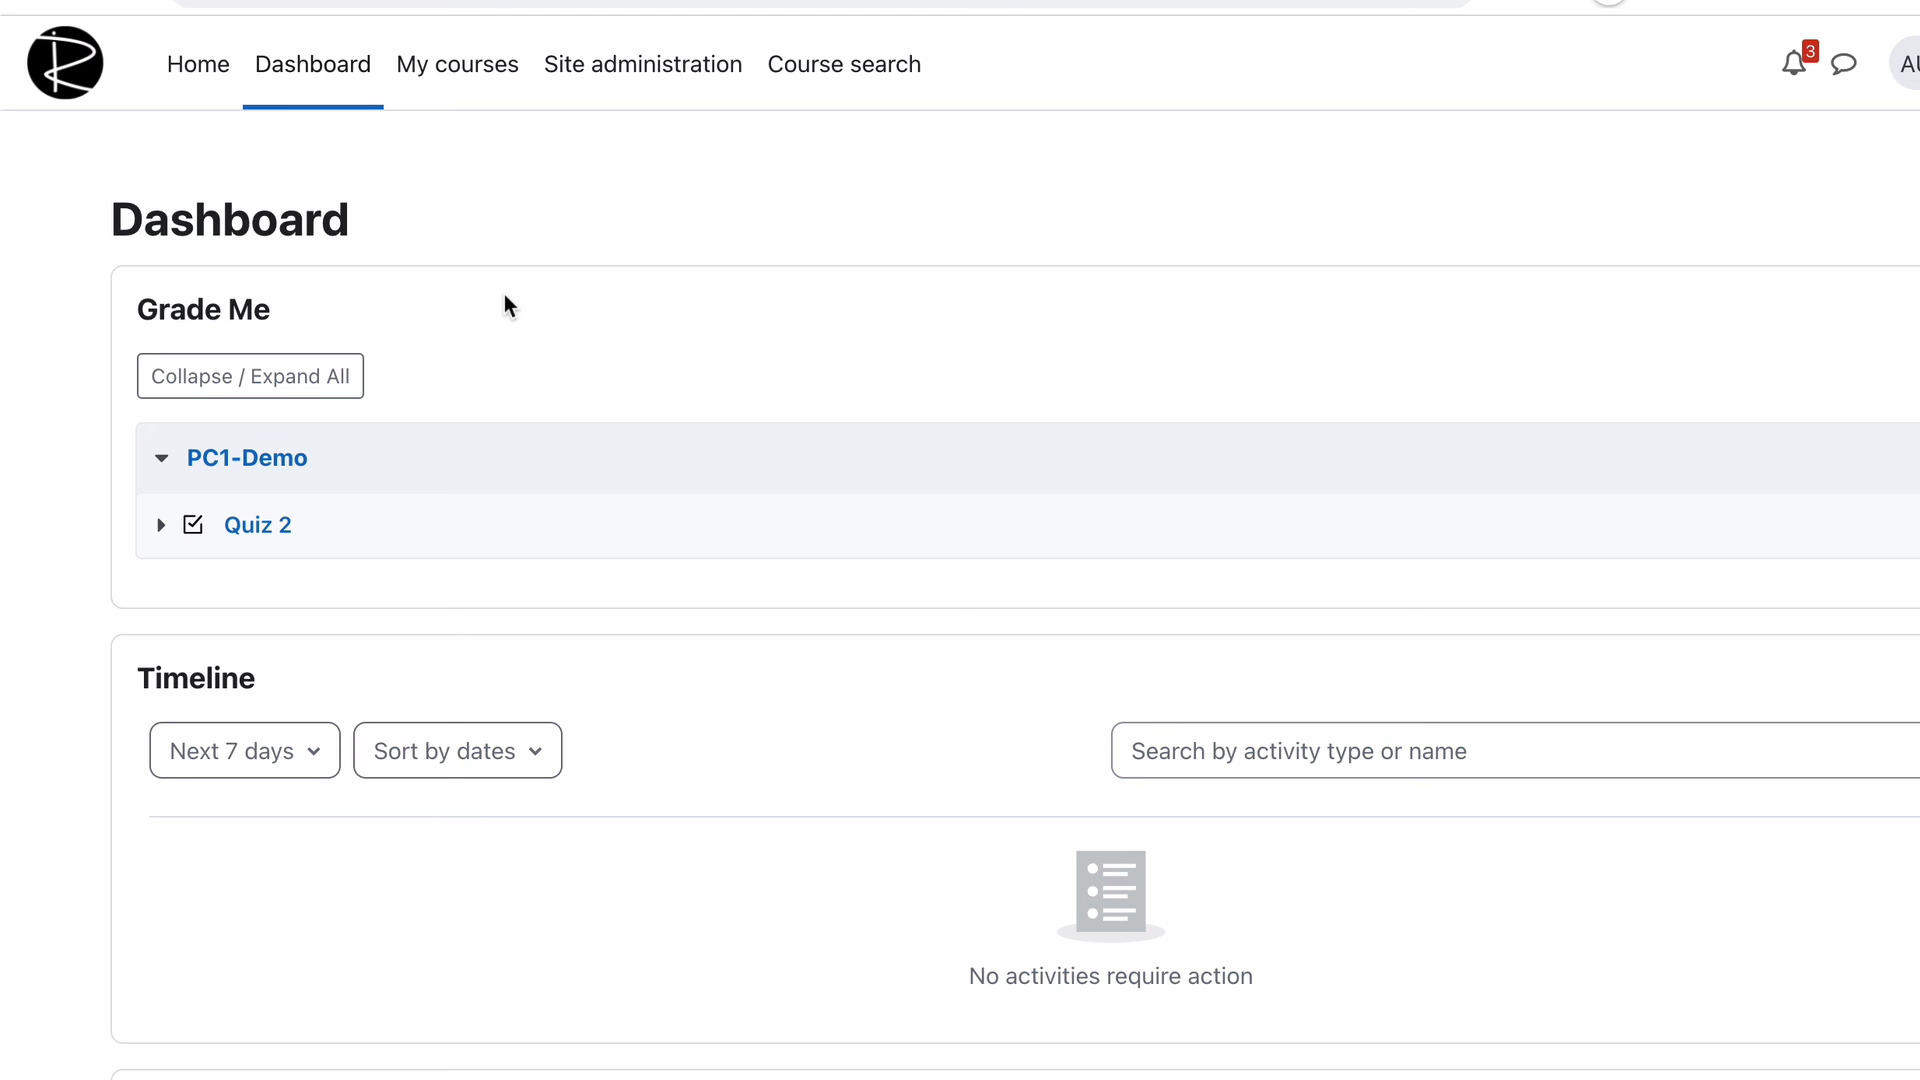 Home Dashboard My courses Site administration Course search
3
AU
Dashboard
Grade Me
Collapse / Expand All
PC1-Demo
Quiz 2
Timeline
Next 7 days Sort by dates Search by activity type or name
No activities require action